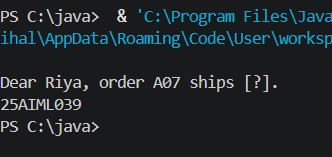 PS C:\java>  & 'C:\Program Files\Java
ihal\AppData\Roaming\Code\User\worksp
Dear Riya, order A07 ships [?].
25AIML039
PS C:\java>